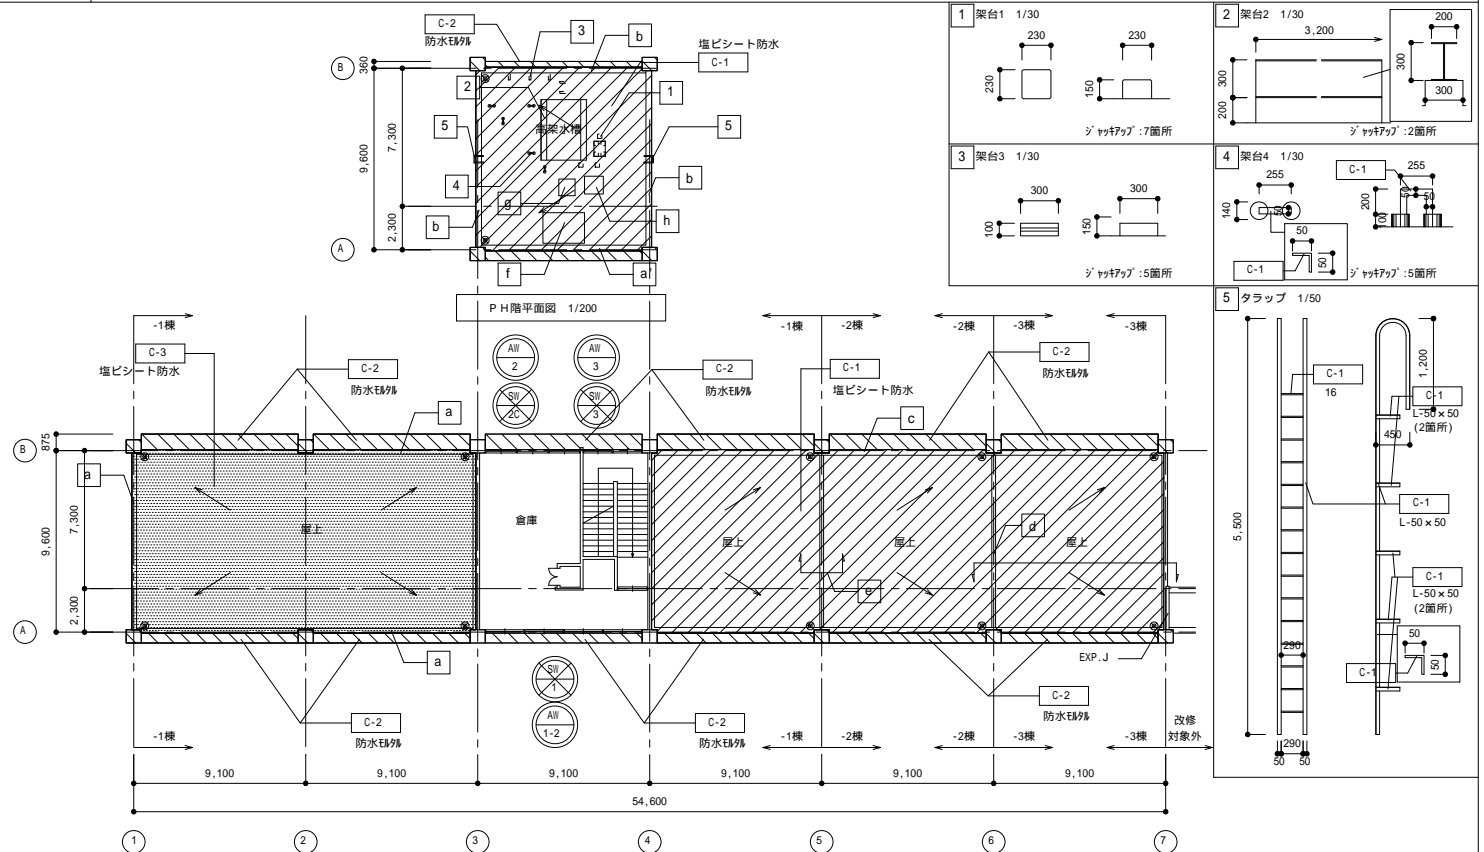 C-2
防水ﾓﾙﾀﾙ
3
b
塩ビシート防水
C-1
B
360
2
高架水槽
1
5
5
7,300
9,600
4
b
g
h
b
2,300
A
f
a'
PH階平面図 1/200
1 架台1 1/30
230
230
230
150
ｼﾞｬｯｷｱｯﾌﾟ:7箇所
2 架台2 1/30
3,200
200
300
200
300
300
ｼﾞｬｯｷｱｯﾌﾟ:2箇所
3 架台3 1/30
300
300
100
150
ｼﾞｬｯｷｱｯﾌﾟ:5箇所
4 架台4 1/30
C-1
255
255
140
50
200
100
50
50
50
50
C-1
ｼﾞｬｯｷｱｯﾌﾟ:5箇所
5 タラップ 1/50
5,500
1,200
C-1
16
C-1
L-50×50
(2箇所)
450
C-1
L-50×50
C-1
L-50×50
(2箇所)
290
50
50
C-1
290
50
50
-1棟
-1棟
-2棟
-2棟
-3棟
-3棟
C-3
塩ビシート防水
C-2
防水ﾓﾙﾀﾙ
AW
2
AW
3
SW
2C
SW
3
C-2
防水ﾓﾙﾀﾙ
C-1
塩ビシート防水
C-2
防水ﾓﾙﾀﾙ
a
c
875
B
a
7,300
9,600
2,300
A
屋上
倉庫
屋上
屋上
屋上
d
e
a
EXP.J
SW
1
AW
1-2
C-2
防水ﾓﾙﾀﾙ
C-2
防水ﾓﾙﾀﾙ
C-2
防水ﾓﾙﾀﾙ
改修
対象外
-1棟
-1棟
-2棟
-2棟
-3棟
-3棟
9,100
9,100
9,100
9,100
9,100
9,100
54,600
1
2
3
4
5
6
7